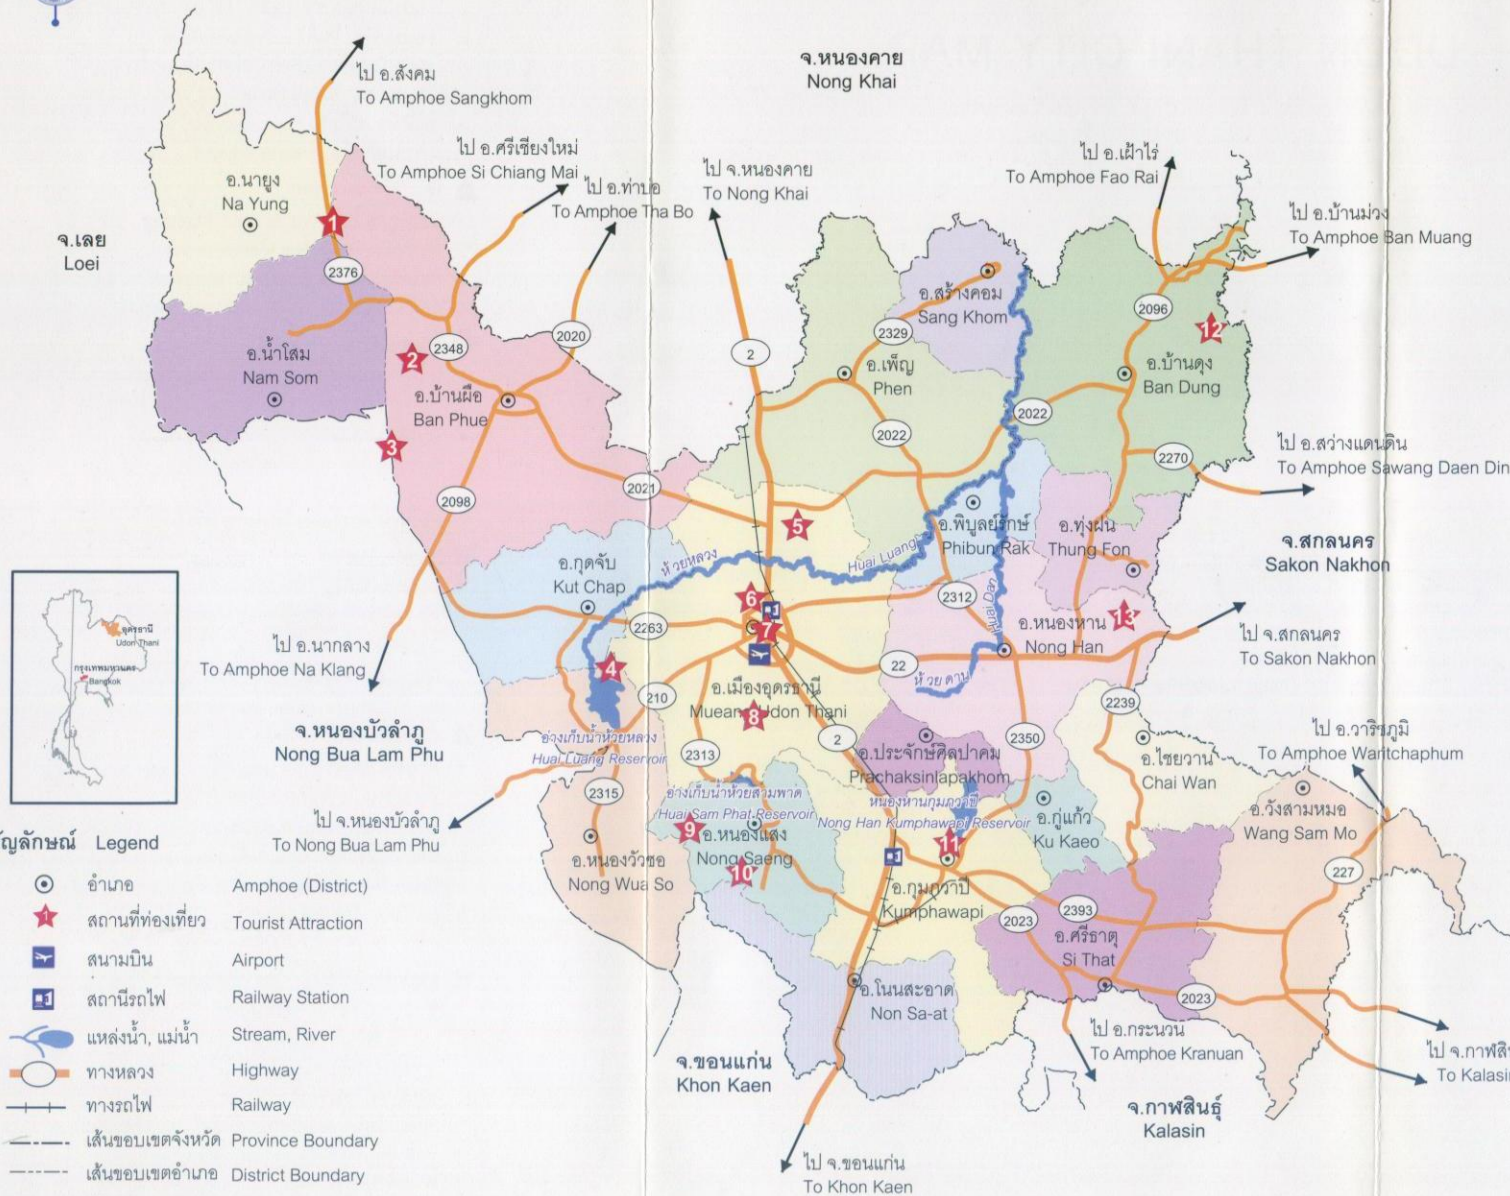 จ.หนองคาย
Nong Khai
ไป อ.สังคม
To Amphoe Sangkhom
ไป อ.ศรีเชียงใหม่
To Amphoe Si Chiang Mai
ไป อ.ท่าบ่อ
To Amphoe Tha Bo
ไป จ.หนองคาย
To Nong Khai
ไป อ.เฝ้าไร่
To Amphoe Fao Rai
ไป อ.บ้านม่วง
To Amphoe Ban Muang
อ.นายูง
Na Yung
1
จ.เลย
Loei
2376
อ.สร้างคอม
Sang Khom
2096
12
2329
2020
2348
2
2
อ.น้ำโสม
Nam Som
อ.บ้านผือ
Ban Phue
อ.เพ็ญ
Phen
อ.บ้านดุง
Ban Dung
2022
2022
3
2270
ไป อ.สว่างแดนดิน
To Amphoe Sawang Daen Din
2098
2021
5
อ.พิบูลย์รักษ์
Phibun Rak
อ.ทุ่งฝน
Thung Fon
จ.สกลนคร
Sakon Nakhon
ห้วยหลวง
Huai Luang
อ.กุดจับ
Kut Chap
6
2312
Huai Dan
2263
7
อ.หนองหาน
Nong Han
13
อุดรธานี
Udon Thani
กรุงเทพมหานคร
Bangkok
ไป อ.นากลาง
To Amphoe Na Klang
4
22
ห้วยดาน
ไป จ.สกลนคร
To Sakon Nakhon
210
อ.เมืองอุดรธานี
Mueang Udon Thani
8
2239
จ.หนองบัวลำภู
Nong Bua Lam Phu
อ่างเก็บน้ำห้วยหลวง
Huai Luang Reservoir
2313
2
อ.ประจักษ์ศิลปาคม
Prachaksinlapakhom
2350
อ.ไชยวาน
Chai Wan
ไป อ.วาริชภูมิ
To Amphoe Waritchaphum
2315
อ่างเก็บน้ำห้วยสามพาด
Huai Sam Phat Reservoir
หนองหานกุมภวาปี
Nong Han Kumphawapi Reservoir
อ.กู่แก้ว
Ku Kaeo
อ.วังสามหมอ
Wang Sam Mo
ไป จ.หนองบัวลำภู
To Nong Bua Lam Phu
9
อ.หนองแสง
Nong Saeng
10
11
อ.หนองวัวซอ
Nong Wua So
227
อ.กุมภวาปี
Kumphawapi
2023
2393
อ.ศรีธาตุ
Si That
อ.โนนสะอาด
Non Sa-at
2023
ไป อ.กระนวน
To Amphoe Kranuan
To Kalasin
จ.ขอนแก่น
Khon Kaen
จ.กาฬสินธุ์
Kalasin
ไป จ.ขอนแก่น
To Khon Kaen
Legend
อำเภอ Amphoe (District)
1 สถานที่ท่องเที่ยว Tourist Attraction
สนามบิน Airport
สถานีรถไฟ Railway Station
แหล่งน้ำ, แม่น้ำ Stream, River
ทางหลวง Highway
ทางรถไฟ Railway
เส้นขอบเขตจังหวัด Province Boundary
เส้นขอบเขตอำเภอ District Boundary